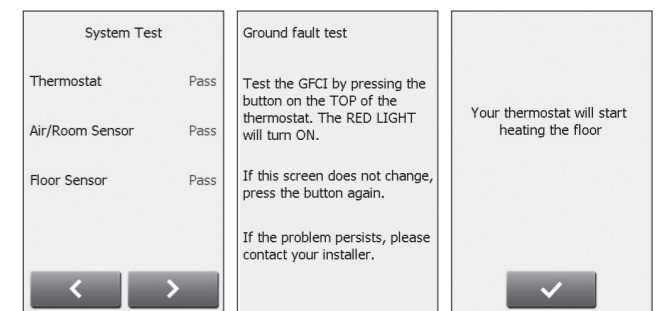 System Test
Thermostat Pass
Air/Room Sensor Pass
Floor Sensor Pass
Ground fault test
Test the GFCI by pressing the
button on the TOP of the
thermostat. The RED LIGHT
will turn ON.
If this screen does not change,
press the button again.
If the problem persists, please
contact your installer.
Your thermostat will start
heating the floor